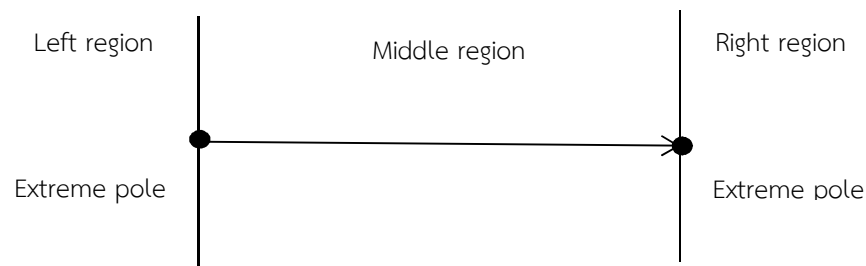 Left region
Middle region
Right region
Extreme pole
Extreme pole